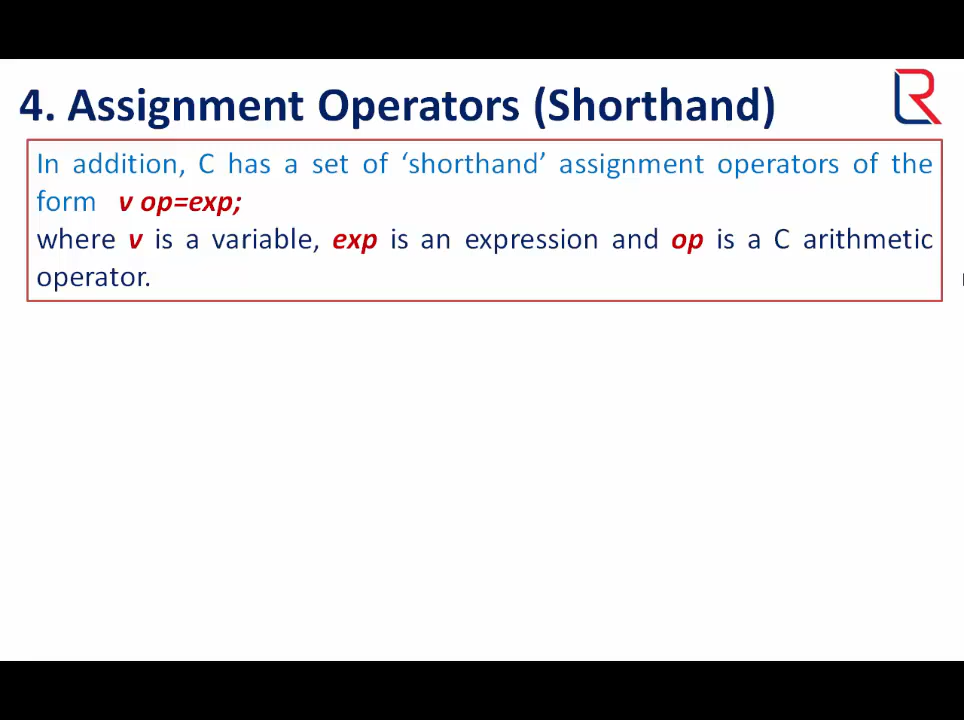 4. Assignment Operators (Shorthand)
In addition, C has a set of ‘shorthand’ assignment operators of the
form v op=exp;
where v is a variable, exp is an expression and op is a C arithmetic
operator.